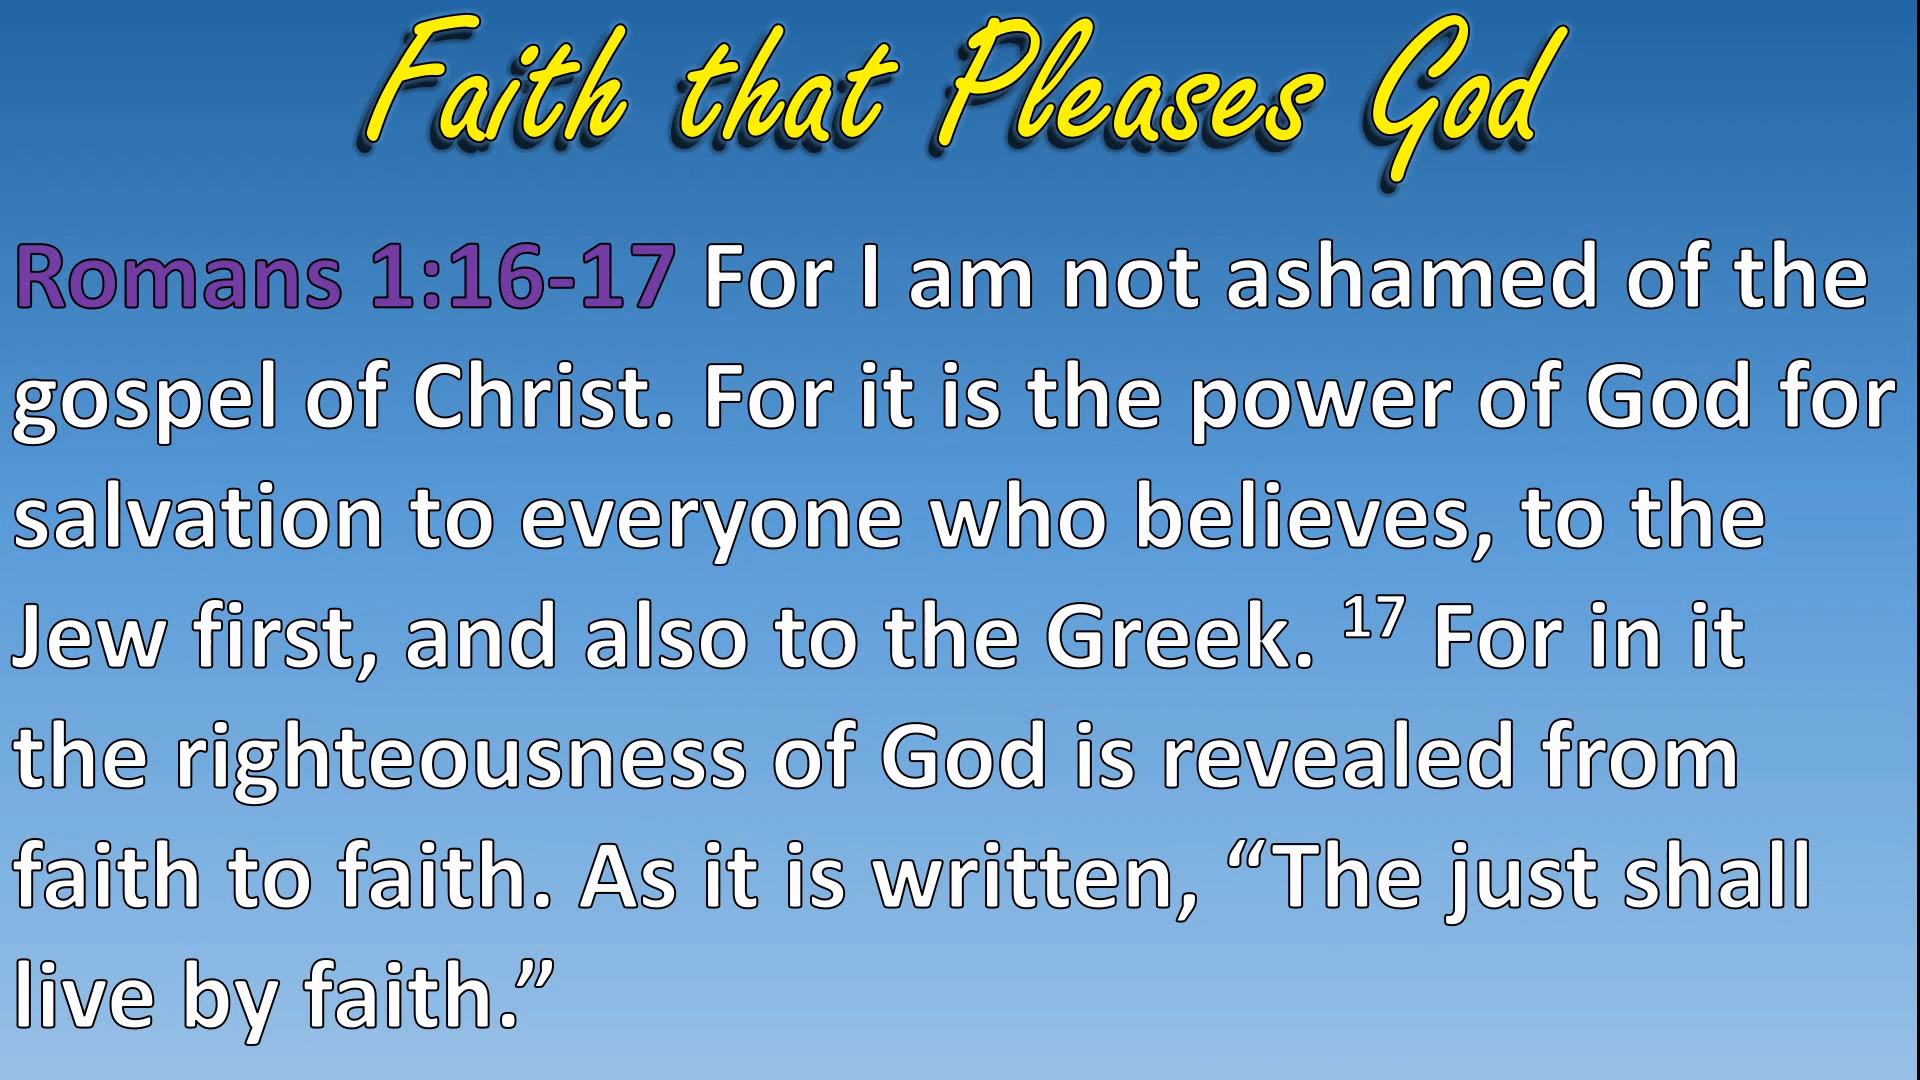 Faith that Pleases God
Romans 1:16-17 For I am not ashamed of the
gospel of Christ. For it is the power of God for
salvation to everyone who believes, to the
Jew first, and also to the Greek. 17 For in it
the righteousness of God is revealed from
faith to faith. As it is written, “The just shall
live by faith.”